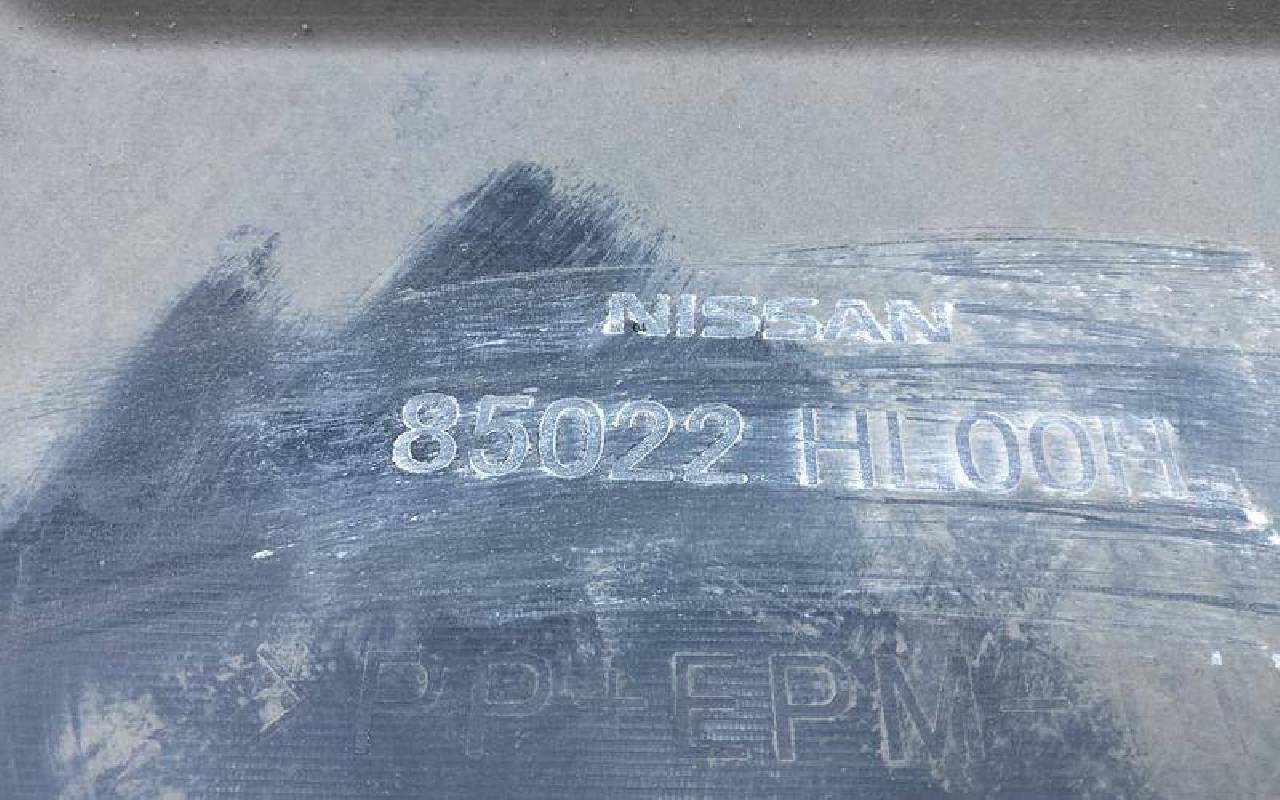 NISSAN
85022 HL00H
>PP+EPM-